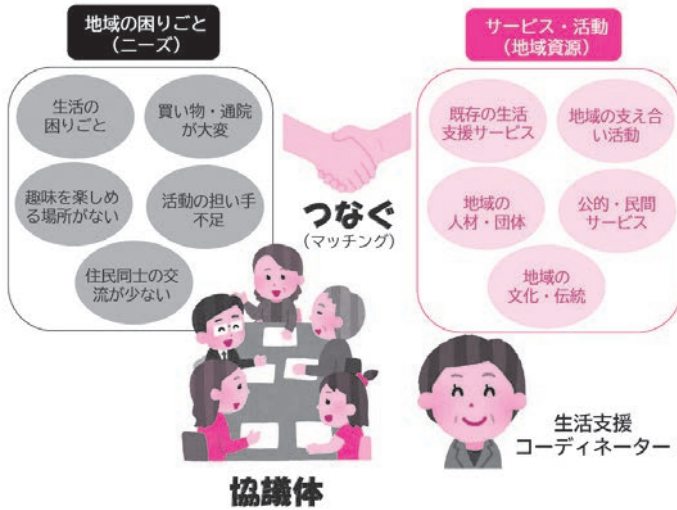 地域の困りごと
（ニーズ）
生活の
困りごと
買い物・通院
が大変
趣味を楽しめ
る場所がない
活動の担い手
不足
住民同士の交
流が少ない
つなぐ
（マッチング）
サービス・活動
（地域資源）
既存の生活
支援サービス
地域の支え合
い活動
地域の
人材・団体
公的・民間
サービス
地域の
文化・伝統
協議体
生活支援
コーディネーター